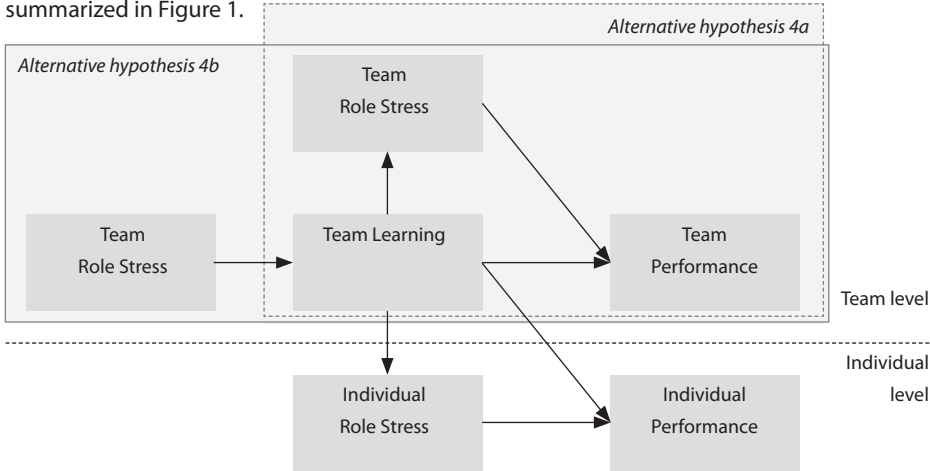 summarized in Figure 1.
Alternative hypothesis 4a
Alternative hypothesis 4b
Team
Role Stress
Team
Role Stress
Team Learning
Team
Performance
Team level
Individual
level
Individual
Role Stress
Individual
Performance